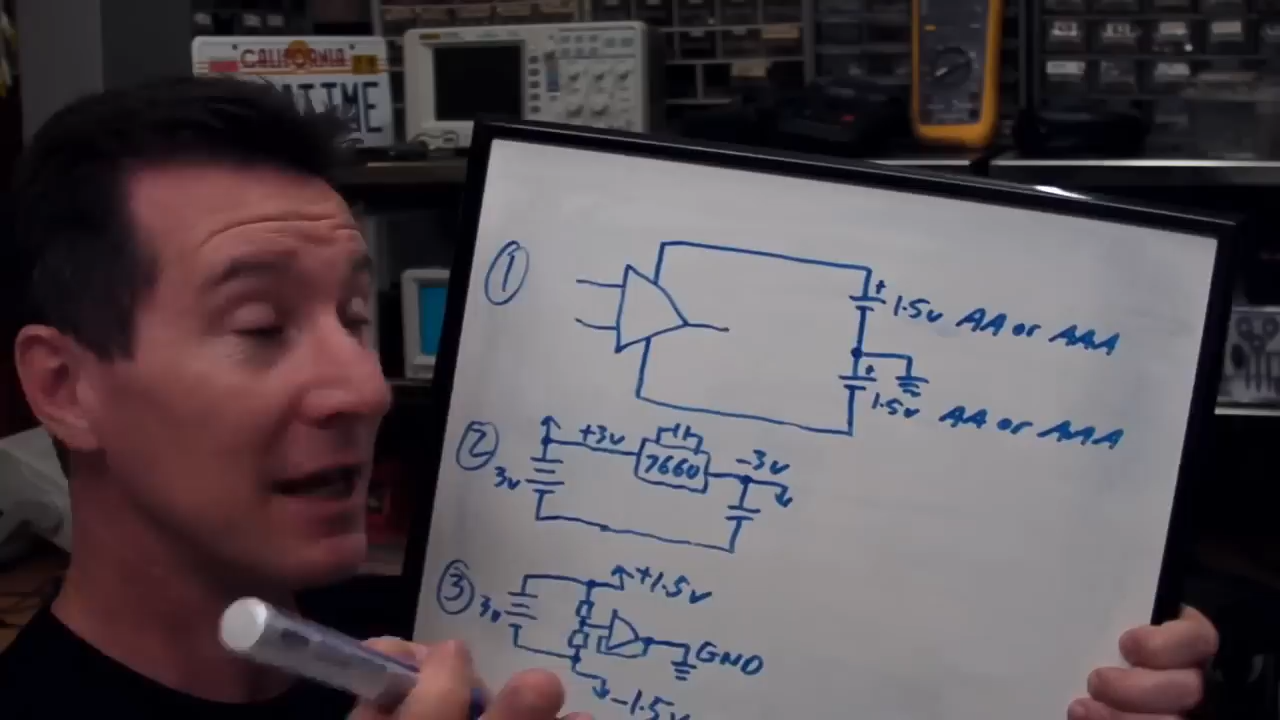 CALIFORNIA
①
+
1.5v AA or AAA
+
1.5v AA or AAA
②
+3v
7660
-3v
3v
③
+1.5v
3v
GND
-1.5v